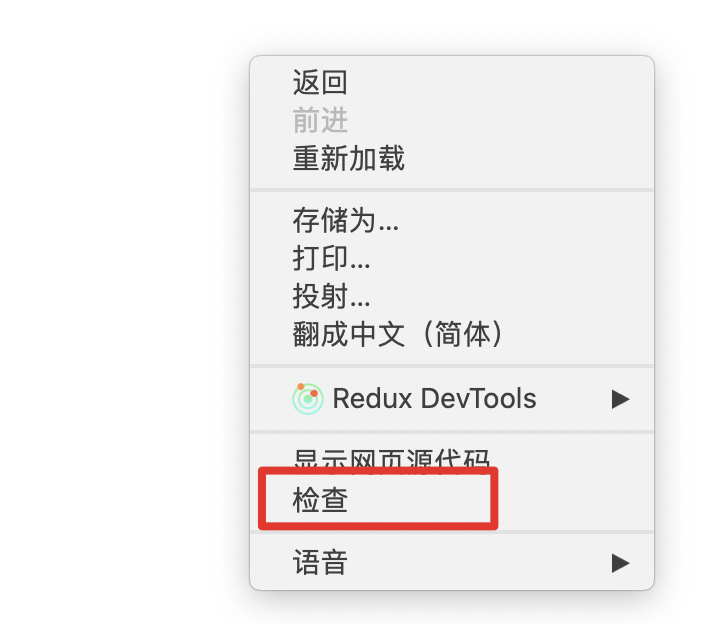 返回
前进
重新加载
存储为...
打印...
投射...
翻成中文（简体）
Redux DevTools
显示网页源代码
检查
语音